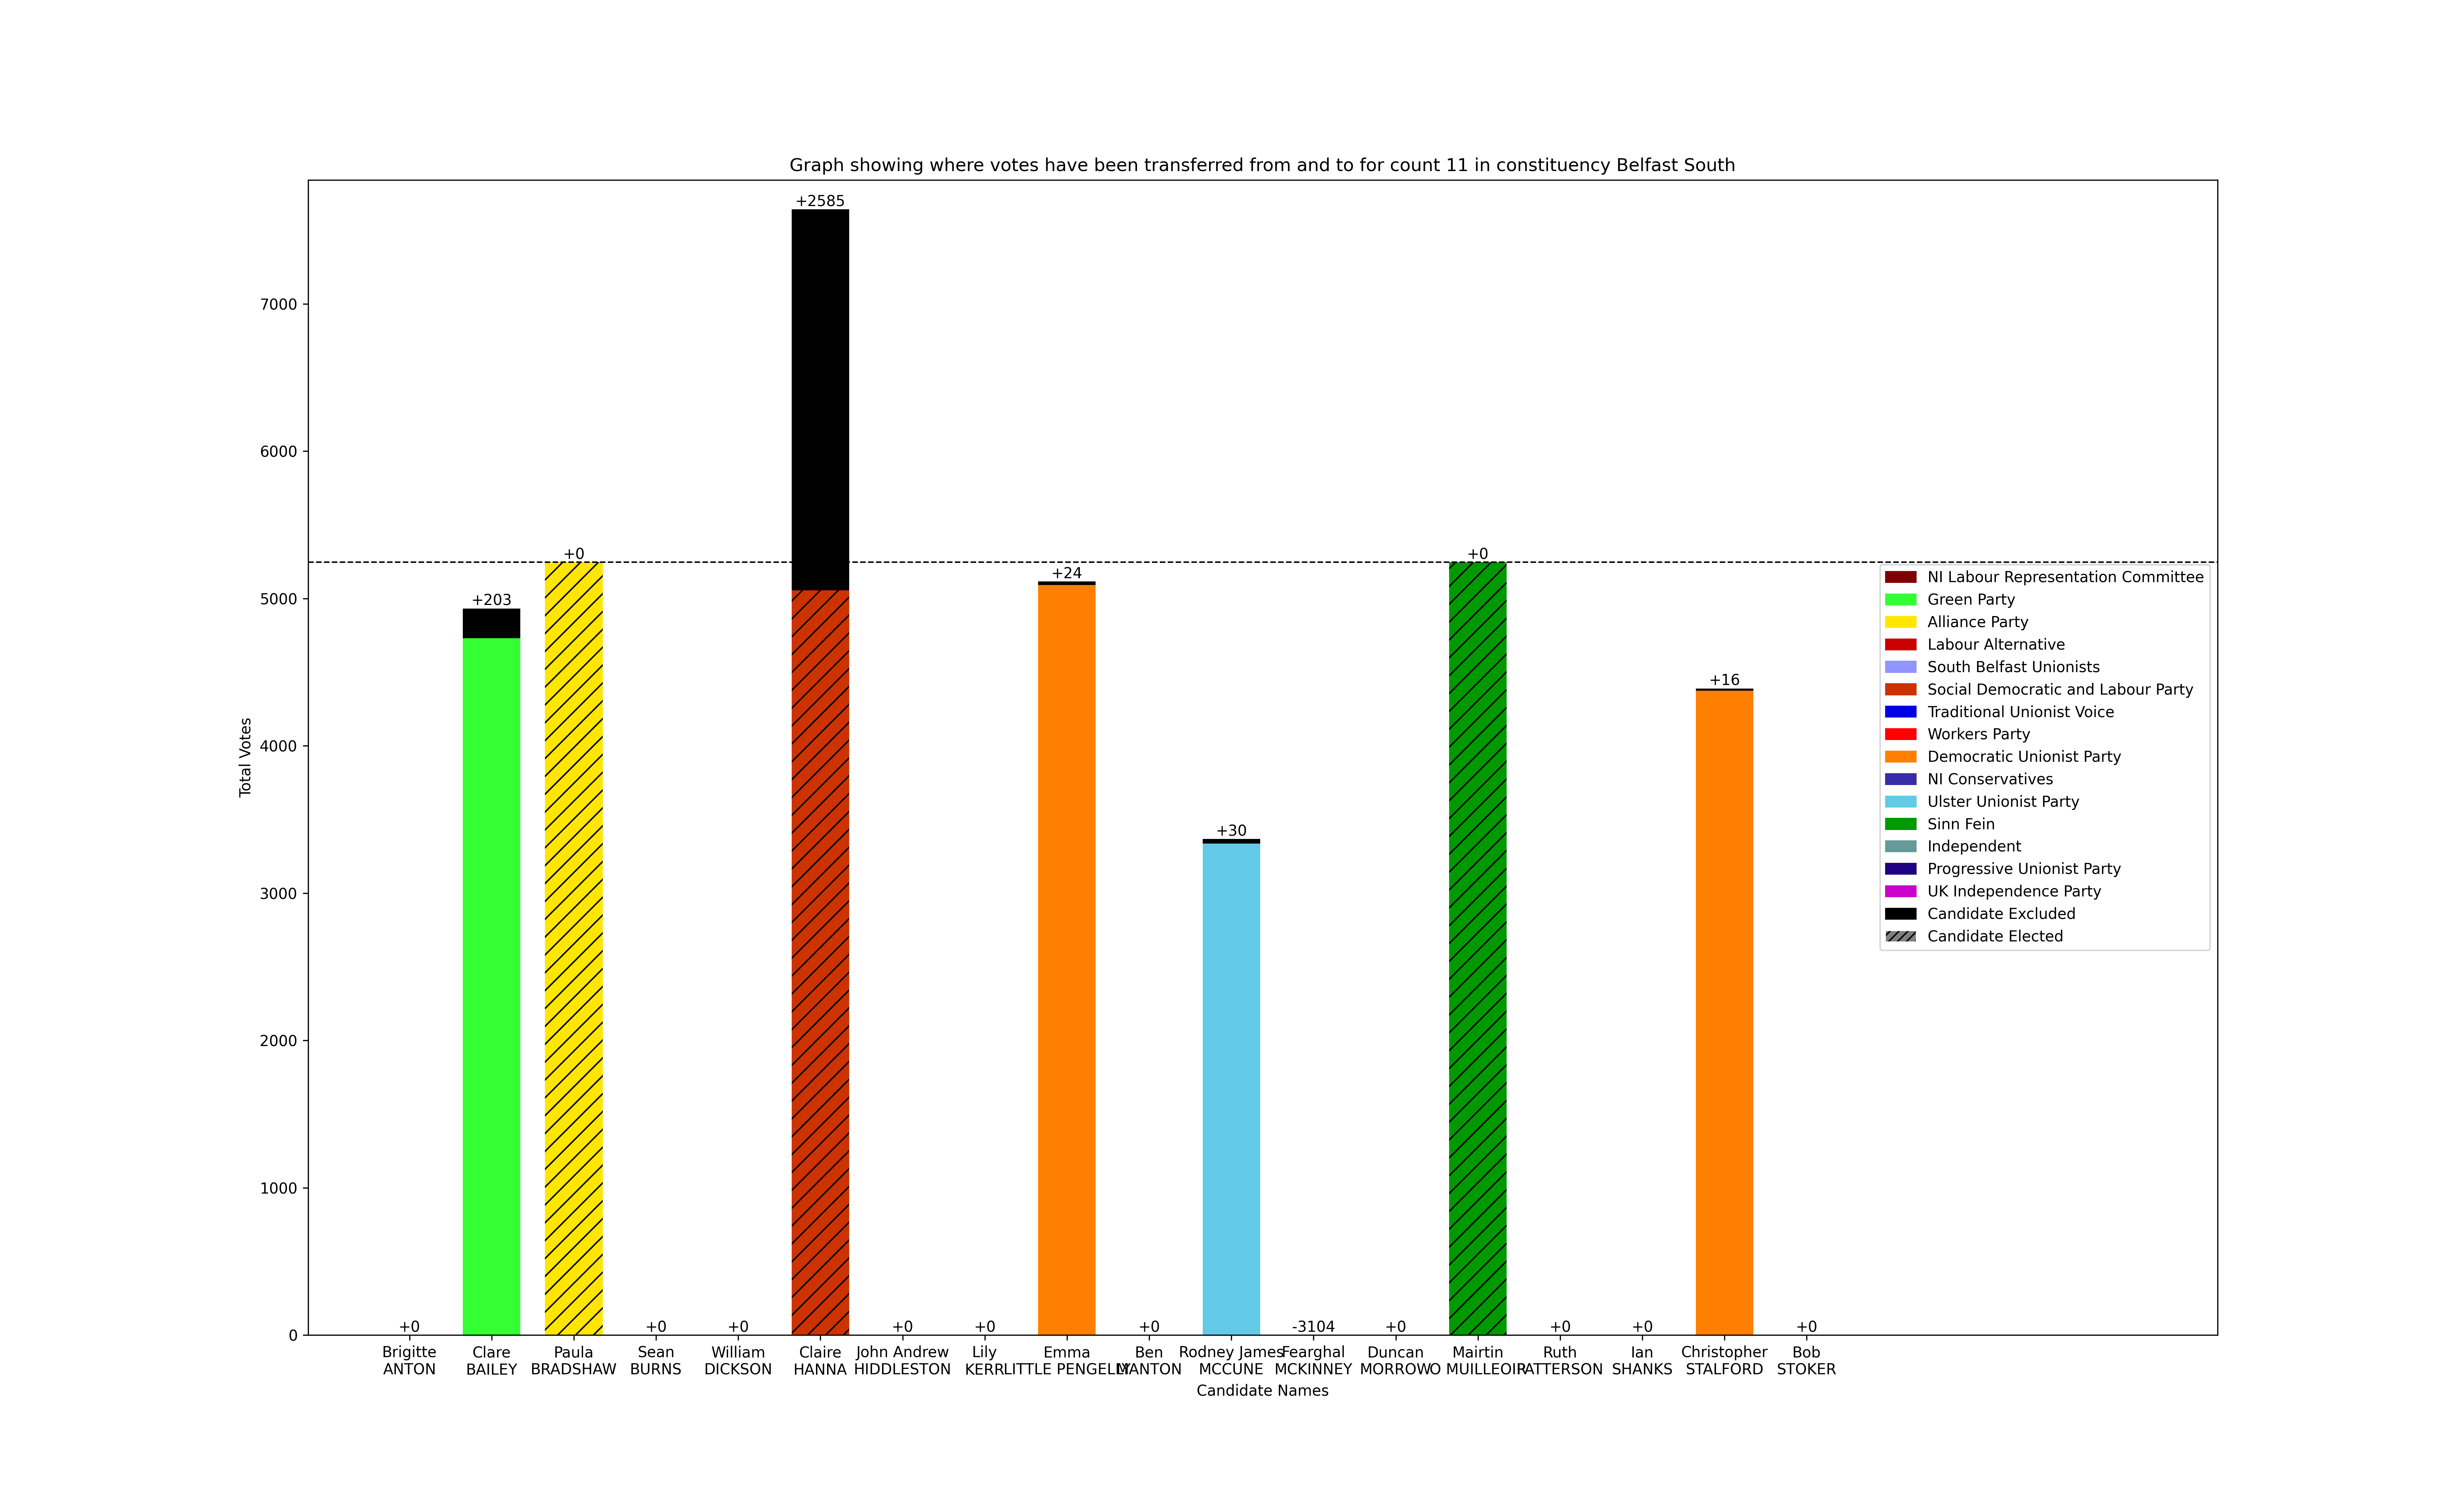 Graph showing where votes have been transferred from and to for count 11 in constituency Belfast South
+2585
7000
6000
+0
+0
+24
5000
+203
NI Labour Representation Committee
Green Party
Alliance Party
Labour Alternative
South Belfast Unionists
Social Democratic and Labour Party
Traditional Unionist Voice
Workers Party
Democratic Unionist Party
NI Conservatives
Ulster Unionist Party
Sinn Fein
Independent
Progressive Unionist Party
UK Independence Party
Candidate Excluded
Candidate Elected
+16
4000
Total Votes
+30
3000
2000
1000
0
+0
+0
+0
+0
+0
+0
-3104
+0
+0
+0
+0
Brigitte
ANTON
Clare
BAILEY
Paula
BRADSHAW
Sean
BURNS
William
DICKSON
Claire
HANNA
John Andrew
HIDDLESTON
Lily
KERR
Emma
LITTLE PENGELLY
Ben
MANTON
Rodney James
MCCUNE
Fearghal
MCKINNEY
Duncan
MORROW
Mairtin
O MUILLEOIR
Ruth
PATTERSON
Ian
SHANKS
Christopher
STALFORD
Bob
STOKER
Candidate Names